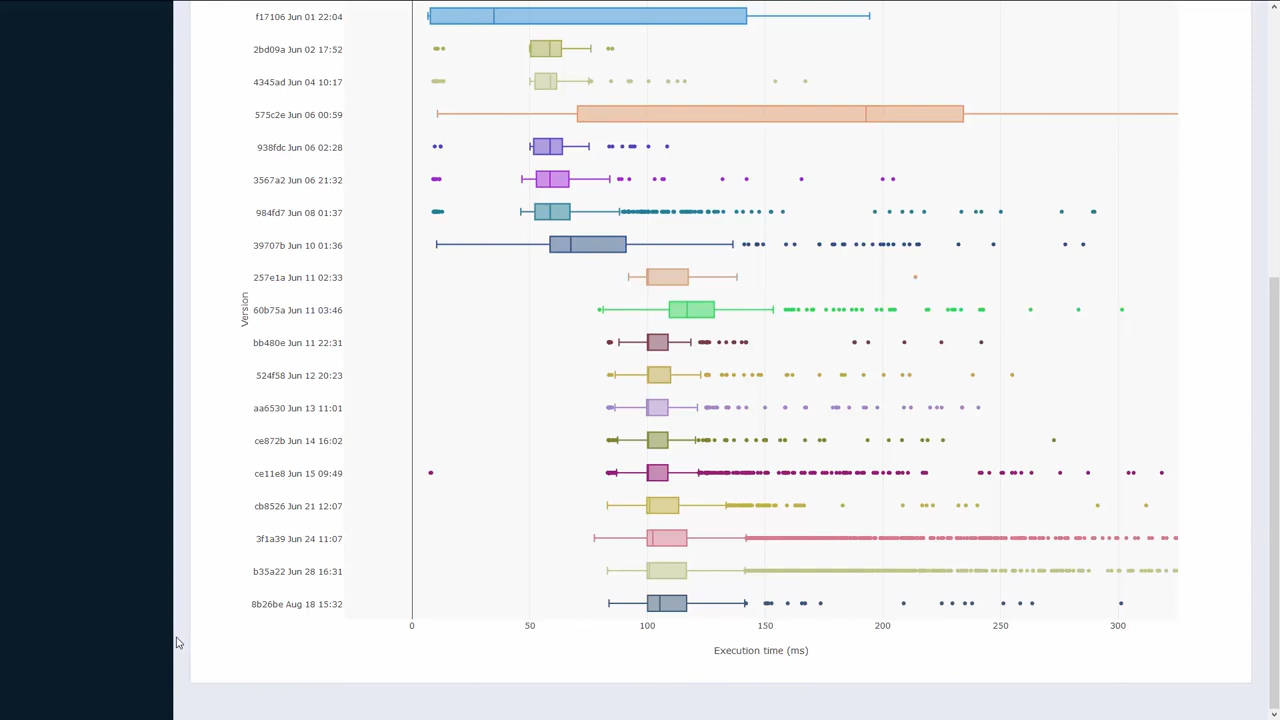 f17106 Jun 01 22:04
2bd09a Jun 02 17:52
4345ad Jun 04 10:17
575c2e Jun 06 00:59
938fdc Jun 06 02:28
3567a2 Jun 06 21:32
984fd7 Jun 08 01:37
39707b Jun 10 01:36
257e1a Jun 11 02:33
Version
60b75a Jun 11 03:46
bb480e Jun 11 22:31
524f58 Jun 12 20:23
aa6530 Jun 13 11:01
ce872b Jun 14 16:02
ce11e8 Jun 15 09:49
cb8526 Jun 21 12:07
3f1a39 Jun 24 11:07
b35a22 Jun 28 16:31
8b26be Aug 18 15:32
0 50 100 150 200 250 300
Execution time (ms)